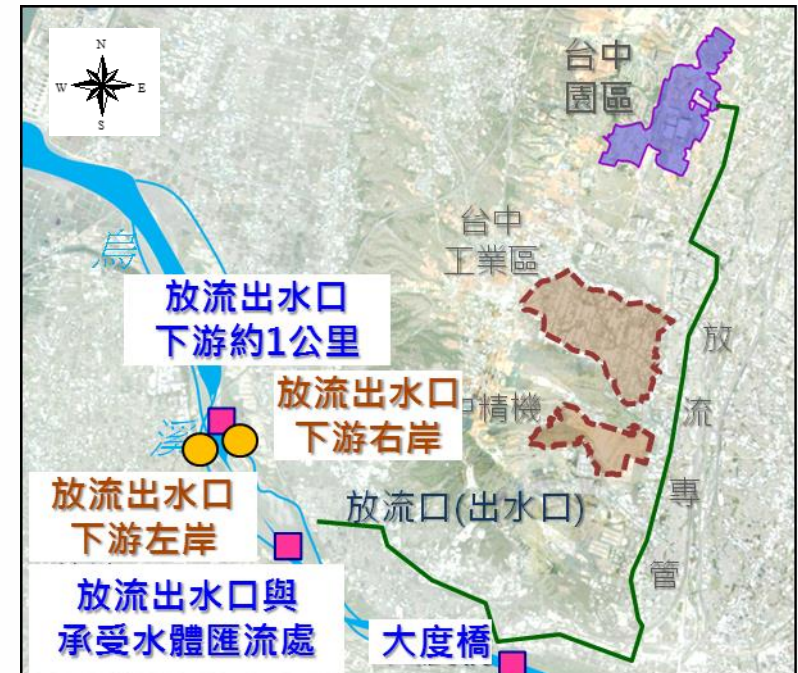 N
W
E
S
台中
園區
台中
工業區
烏
放流出水口
下游約1公里
放
流
專
管
放流出水口
下游右岸
精機
溪
放流出水口
下游左岸
放流口(出水口)
放流出水口與
承受水體匯流處
大度橋